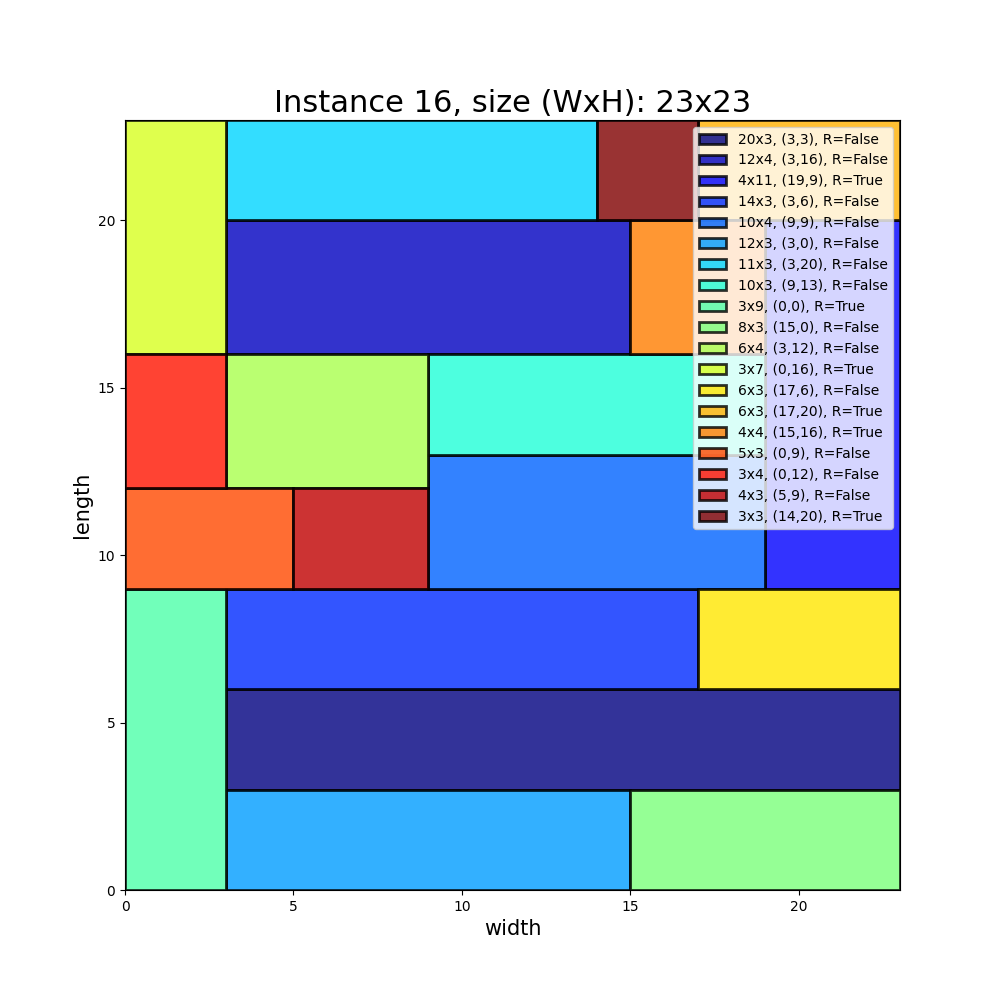 Instance 16, size (WxH): 23x23
20x3, (3,3), R=False
12x4, (3,16), R=False
4x11, (19,9), R=True
14x3, (3,6), R=False
10x4, (9,9), R=False
12x3, (3,0), R=False
11x3, (3,20), R=False
10x3, (9,13), R=False
3x9, (0,0), R=True
8x3, (15,0), R=False
6x4, (3,12), R=False
3x7, (0,16), R=True
6x3, (17,6), R=False
6x3, (17,20), R=True
4x4, (15,16), R=True
5x3, (0,9), R=False
3x4, (0,12), R=False
4x3, (5,9), R=False
3x3, (14,20), R=True
20
15
10
5
0
length
0 5 10 15 20
width